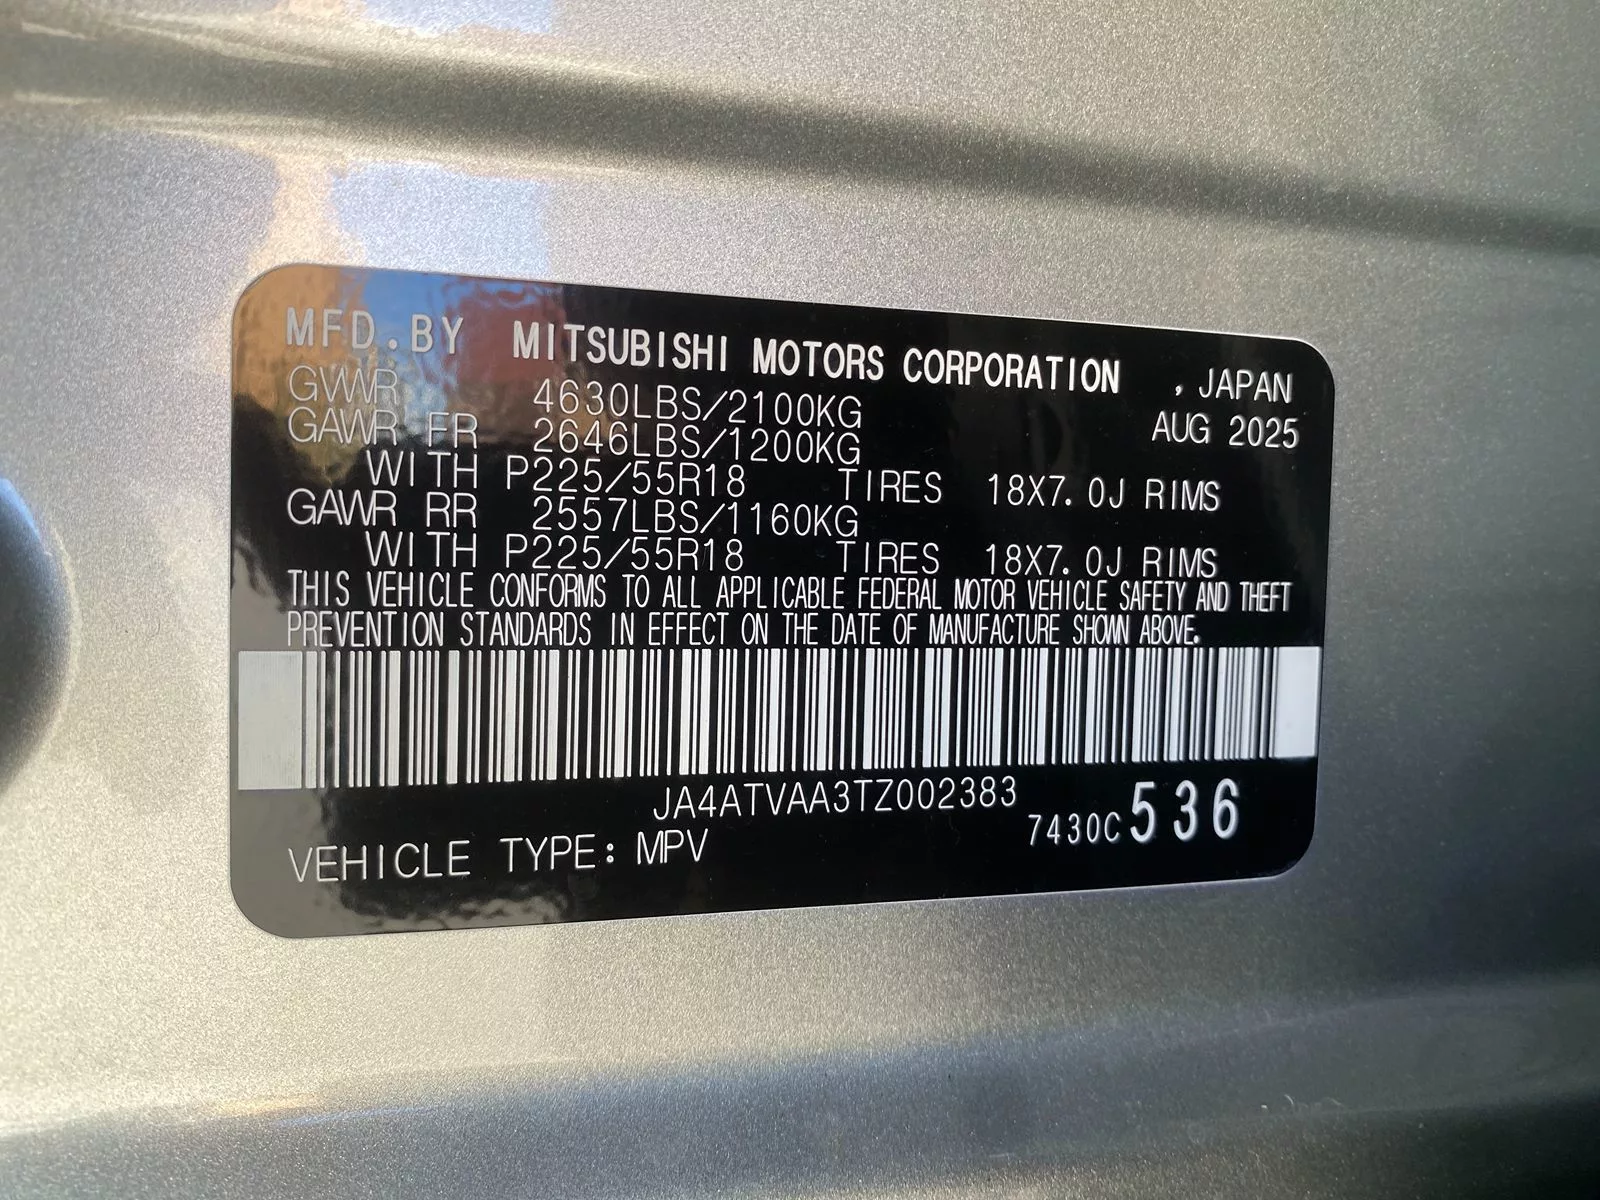 MFD.BY MITSUBISHI MOTORS CORPORATION , JAPAN
GVWR 4630LBS/2100KG AUG 2025
GAWR FR 2646LBS/1200KG
WITH P225/55R18 TIRES 18X7.0J RIMS
GAWR RR 2557LBS/1160KG
WITH P225/55R18 TIRES 18X7.0J RIMS
THIS VEHICLE CONFORMS TO ALL APPLICABLE FEDERAL MOTOR VEHICLE SAFETY AND THEFT
PREVENTION STANDARDS IN EFFECT ON THE DATE OF MANUFACTURE SHOWN ABOVE.
JA4ATVAA3TZ002383
7430C 536
VEHICLE TYPE: MPV